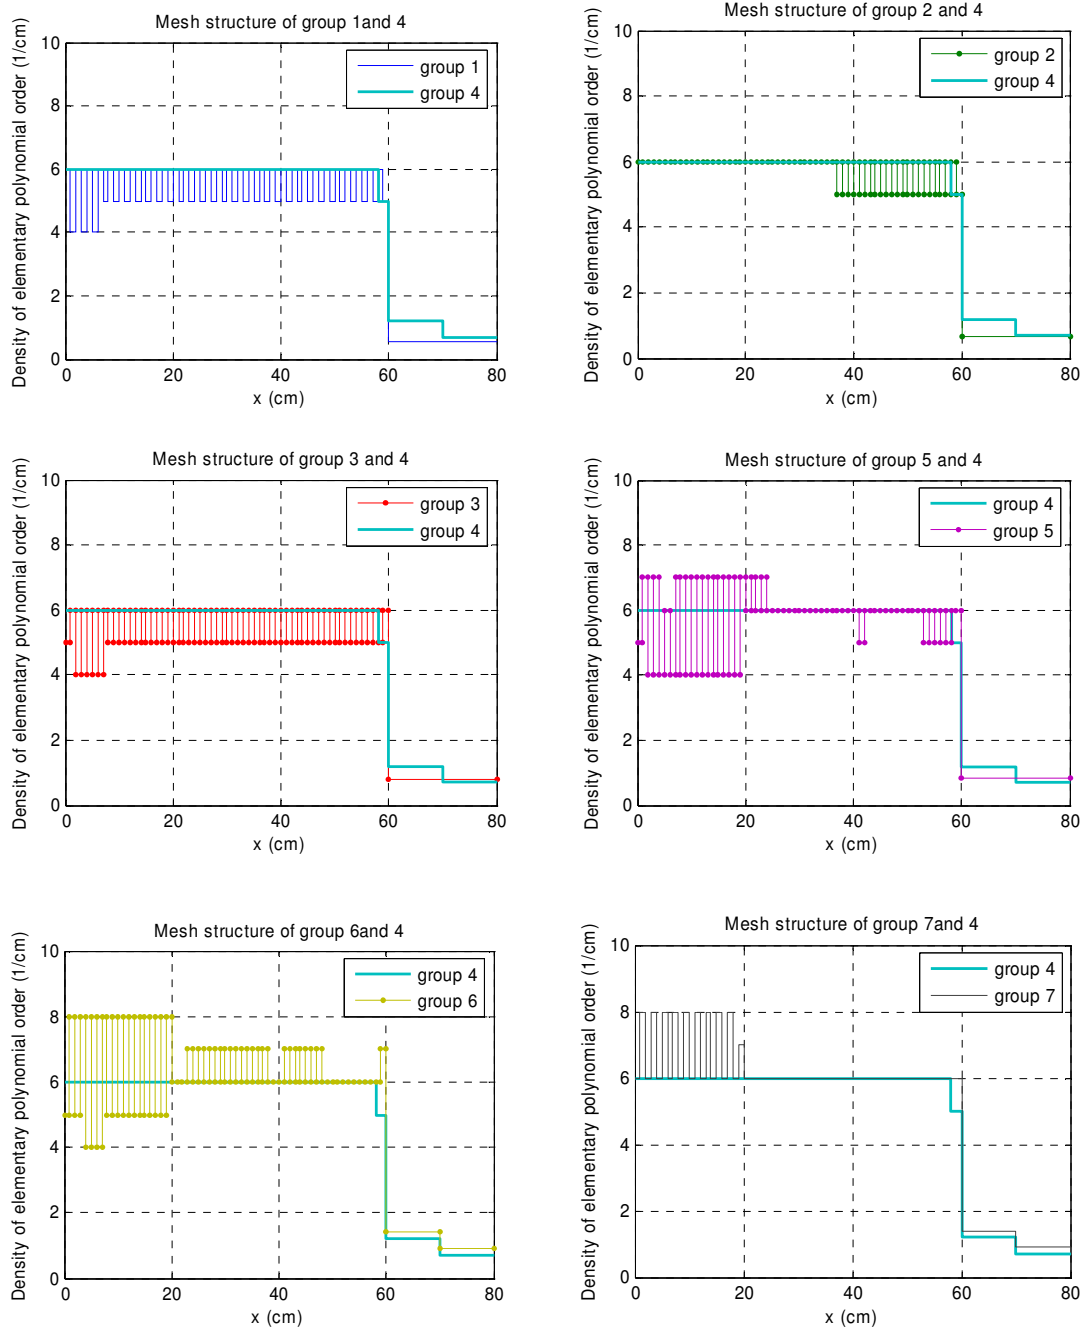 Mesh structure of group 1and 4
Density of elementary polynomial order (1/cm)
10
8
6
4
2
0
group 1
group 4
0 20 40 60 80
x (cm)
Mesh structure of group 2 and 4
Density of elementary polynomial order (1/cm)
10
8
6
4
2
0
group 2
group 4
0 20 40 60 80
x (cm)
Mesh structure of group 3 and 4
Density of elementary polynomial order (1/cm)
10
8
6
4
2
0
group 3
group 4
0 20 40 60 80
x (cm)
Mesh structure of group 5 and 4
Density of elementary polynomial order (1/cm)
10
8
6
4
2
0
group 4
group 5
0 20 40 60 80
x (cm)
Mesh structure of group 6and 4
Density of elementary polynomial order (1/cm)
10
8
6
4
2
0
group 4
group 6
0 20 40 60 80
x (cm)
Mesh structure of group 7and 4
Density of elementary polynomial order (1/cm)
10
8
6
4
2
0
group 4
group 7
0 20 40 60 80
x (cm)